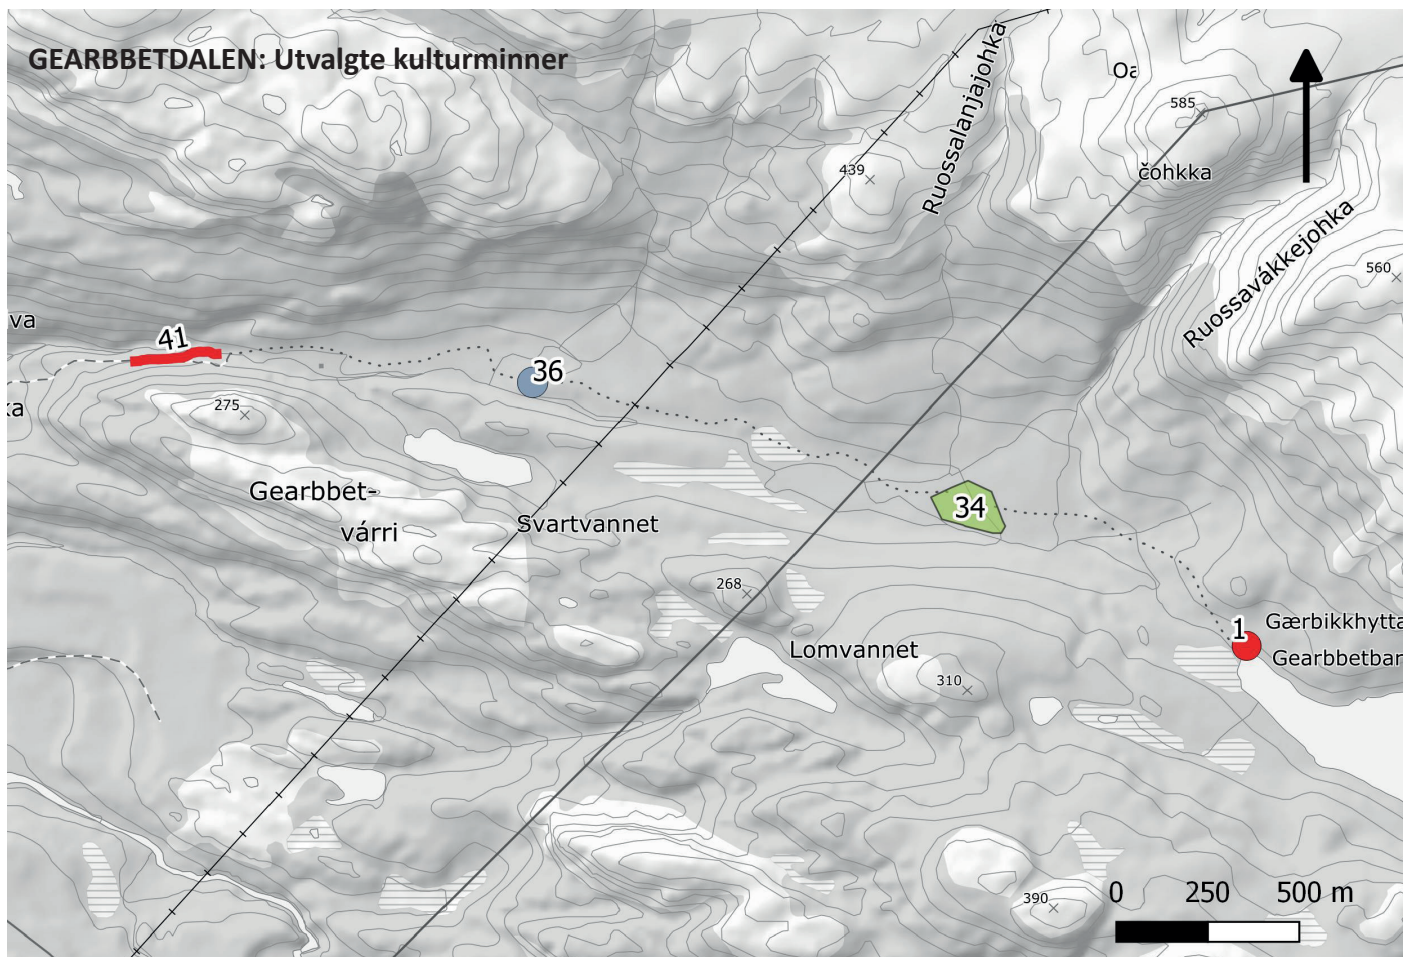 GEARBBETDALEN: Utvalgte kulturminner
Ruossalanjajohka
Oa
585
439
čohkka
Ruossavákkejohka
560
va
41
36
ka
275
Gearbbet-
várri
34
Svartvannet
268
Lomvannet
1
Gærbikkhytta
Gearbbetbar
310
390
0 250 500 m